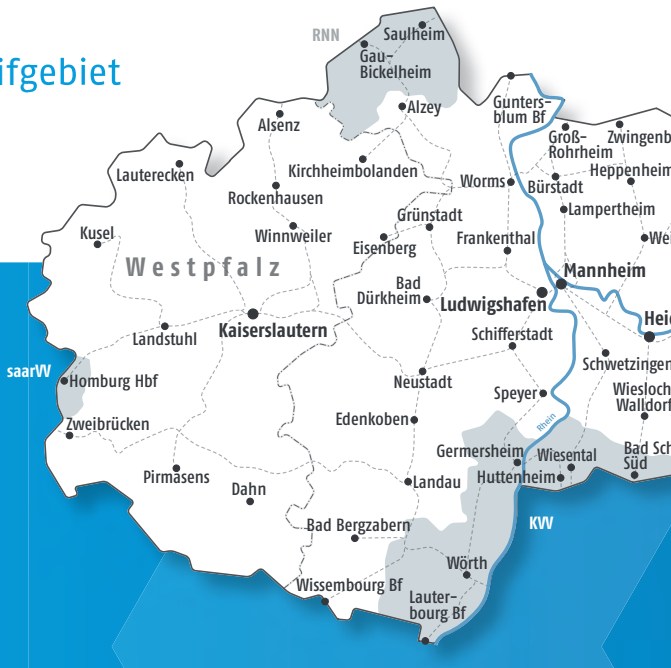 ifgebiet
RNN
Saulheim
Gau-
Bickelheim
Alzey
Gunters-
blum Bf
Alsenz
Groß-
Rohrheim
Zwingenb
Lauterecken
Kirchheimbolanden
Heppenheim
Worms
Bürstadt
Rockenhausen
Lampertheim
Grünstadt
Kusel
Winnweiler
Eisenberg
Frankenthal
Wei
Westpfalz
Mannheim
Bad
Dürkheim
Ludwigshafen
Heid
Kaiserslautern
Landstuhl
Schifferstadt
Schwetzingen
saarVV
Homburg Hbf
Neustadt
Speyer
Wiesloch
Walldorf
Zweibrücken
Edenkoben
Rhein
Germersheim
Wiesental
Bad Sch
Süd
Pirmasens
Huttenheim
Dahn
Landau
Bad Bergzabern
KVV
Wörth
Wissembourg Bf
Lauter-
bourg Bf